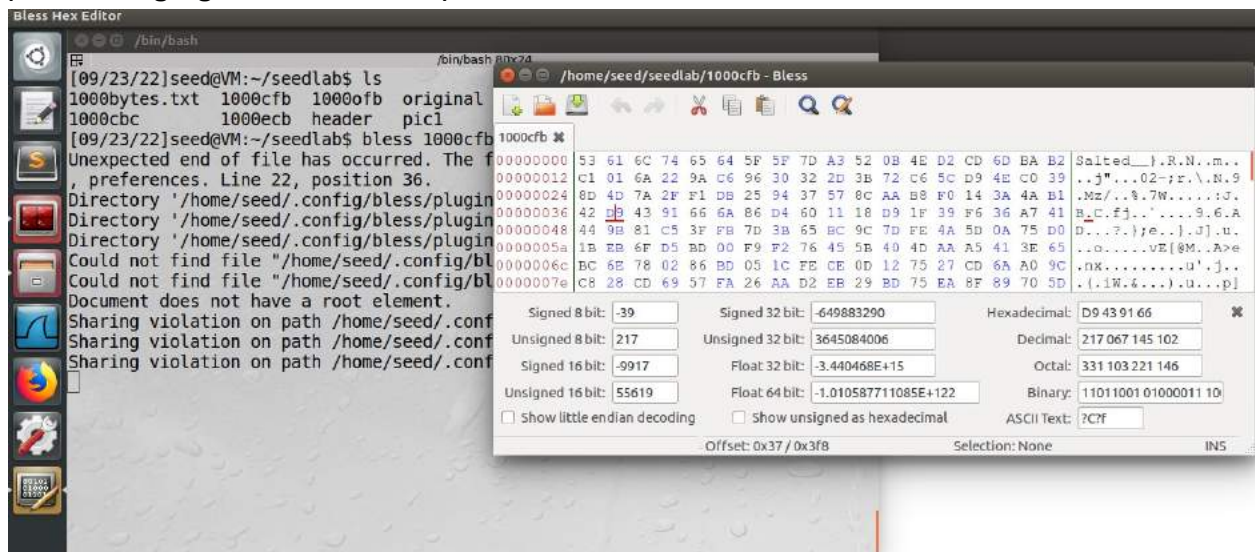 Bless Hex Editor
/bin/bash
/bin/bash 80x24
[09/23/22]seed@VM:~/seedlab$ ls
1000bytes.txt 1000cfb 1000ofb original
1000cbc 1000ecb header pic1
[09/23/22]seed@VM:~/seedlab$ bless 1000cfb
Unexpected end of file has occurred. The f
, preferences. Line 22, position 36.
Directory '/home/seed/.config/bless/plugin
Directory '/home/seed/.config/bless/plugin
Directory '/home/seed/.config/bless/plugin
Could not find file "/home/seed/.config/bl
Could not find file "/home/seed/.config/bl
Document does not have a root element.
Sharing violation on path /home/seed/.conf
Sharing violation on path /home/seed/.conf
Sharing violation on path /home/seed/.conf
/home/seed/seedlab/1000cfb - Bless
1000cfb
00000000 53 61 6C 74 65 64 5F 5F 7D A3 52 0B 4E D2 CD 6D BA B2 Salted__}.R.N..m..
00000012 C1 01 6A 22 9A C6 96 30 32 2D 3B 72 C6 5C D9 4E C0 39 ..j"...02-;r.\.N.9
00000024 8D 4D 7A 2F F1 DB 25 94 37 57 8C AA B8 F0 14 3A 4A B1 .Mz/..%.7W.....:J.
00000036 42 D9 43 91 66 6A 86 D4 60 11 18 D9 1F 39 F6 36 A7 41 B.C.fj..`....9.6.A
00000048 44 9B 81 C5 3F FB 7D 3B 65 BC 9C 7D FE 4A 5D 0A 75 D0 D...?.};e..}.J].u.
0000005a 1B EB 6F D5 BD 00 F9 F2 76 45 5B 40 4D AA A5 41 3E 65 ..o.....vE[@M..A>e
0000006c BC 6E 78 02 86 BD 05 1C FE CE 0D 12 75 27 CD 6A A0 9C .nx.........u'.j..
0000007e C8 28 CD 69 57 FA 26 AA D2 EB 29 BD 75 EA 8F 89 70 5D .(.iW.&...).u...p]
Signed 8 bit: -39 Signed 32 bit: -649883290 Hexadecimal: D9 43 91 66
Unsigned 8 bit: 217 Unsigned 32 bit: 3645084006 Decimal: 217 067 145 102
Signed 16 bit: -9917 Float 32 bit: -3.440468E+15 Octal: 331 103 221 146
Unsigned 16 bit: 55619 Float 64 bit: -1.010587711085E+122 Binary: 11011001 01000011 10
Show little endian decoding Show unsigned as hexadecimal ASCII Text: ?C?f
Offset: 0x37 / 0x3f8 Selection: None INS